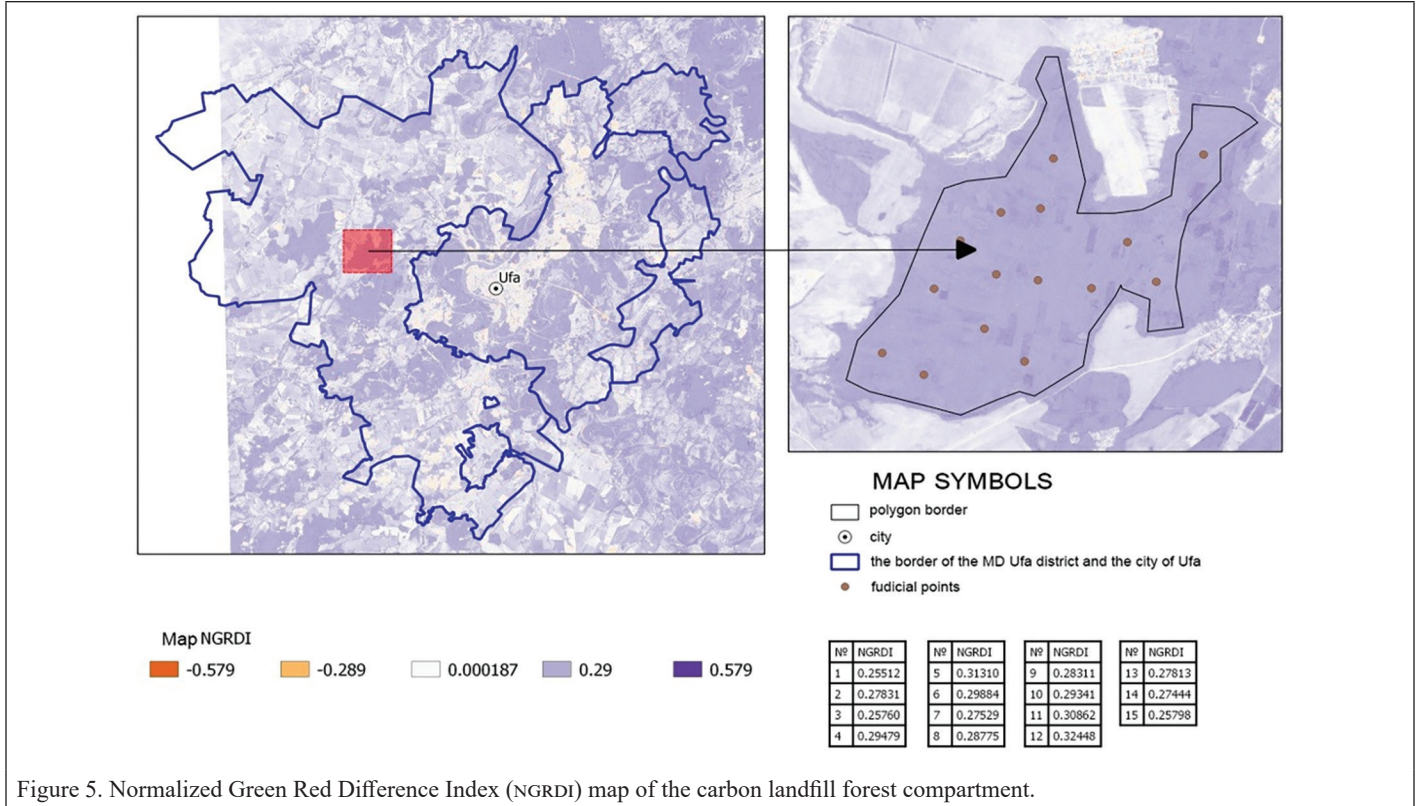 Ufa
MAP SYMBOLS
polygon border
city
the border of the MD Ufa district and the city of Ufa
fudicial points
Map NGRDI
-0.579 -0.289 0.000187 0.29 0.579
Nº NGRDI Nº NGRDI Nº NGRDI Nº NGRDI
1 0.25512 5 0.31310 9 0.28311 13 0.27813
2 0.27831 6 0.29884 10 0.29341 14 0.27444
3 0.25760 7 0.27529 11 0.30862 15 0.25798
4 0.29479 8 0.28775 12 0.32448
Figure 5. Normalized Green Red Difference Index (NGRDI) map of the carbon landfill forest compartment.